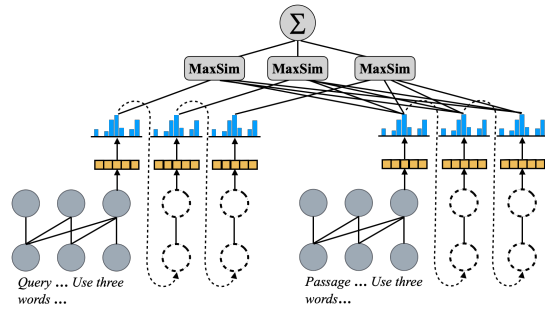 Σ
MaxSim MaxSim MaxSim
Query ... Use three
words ...
Passage ... Use three
words...